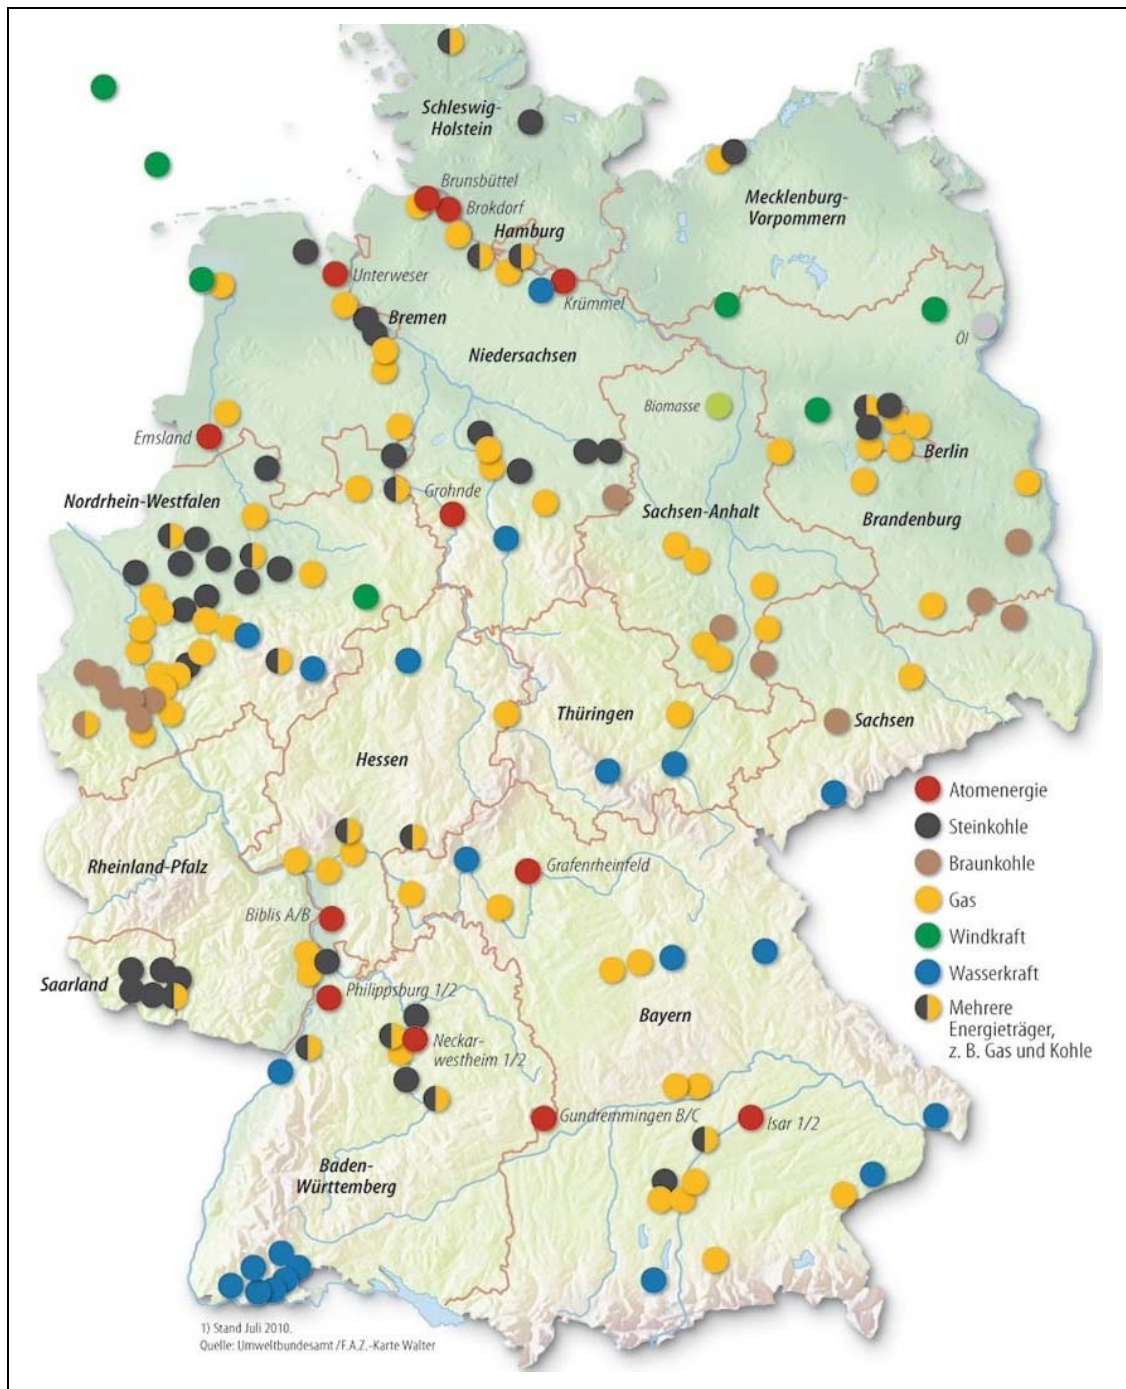 Schleswig-
Holstein
Brunsbüttel
Brokdorf
Hamburg
Mecklenburg-
Vorpommern
Unterweser
Krümmel
Bremen
Niedersachsen
Öl
Biomasse
Emsland
Berlin
Nordrhein-Westfalen
Grohnde
Sachsen-Anhalt
Brandenburg
Thüringen
Sachsen
Hessen
Atomenergie
Steinkohle
Braunkohle
Gas
Windkraft
Wasserkraft
Mehrere
Energieträger,
z. B. Gas und Kohle
Rheinland-Pfalz
Grafenrheinfeld
Biblis A/B
Saarland
Philippsburg 1/2
Bayern
Neckar-
westheim 1/2
Gundremmingen B/C
Isar 1/2
Baden-
Württemberg
1) Stand Juli 2010.
Quelle: Umweltbundesamt /F.A.Z.-Karte Walter